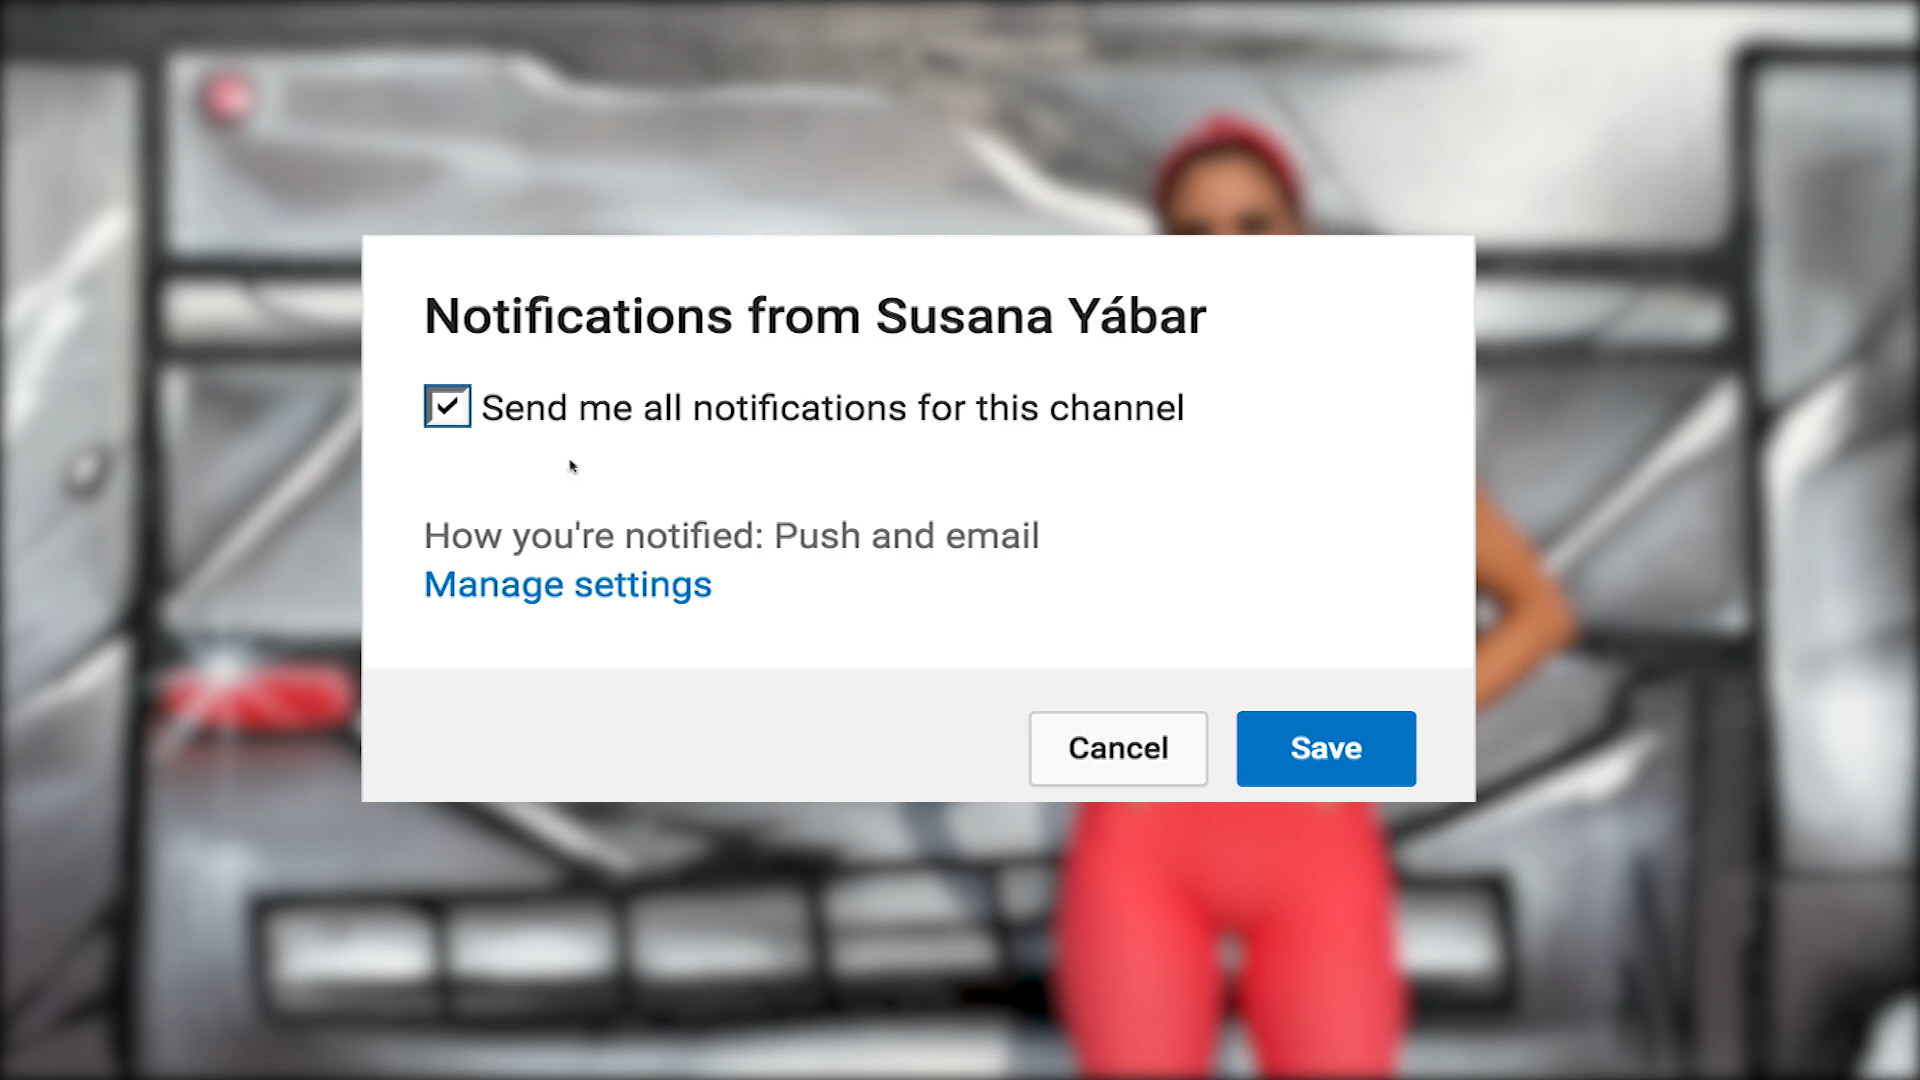 Notifications from Susana Yábar
Send me all notifications for this channel
How you're notified: Push and email
Manage settings
Cancel
Save